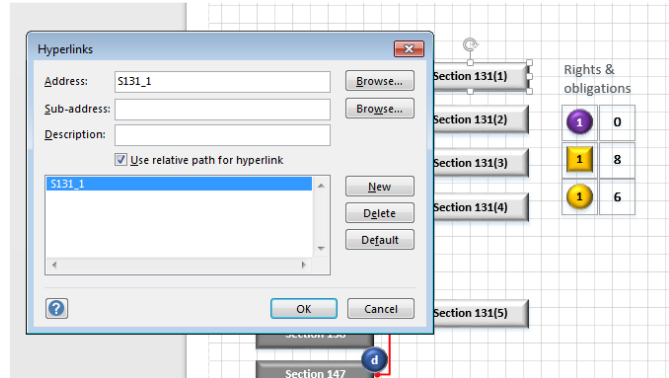 Hyperlinks
Address: S131_1 Browse...
Sub-address: Browse...
Description:
Use relative path for hyperlink
S131_1
New
Delete
Default
OK Cancel
Section 131(1)
Section 131(2)
Section 131(3)
Section 131(4)
Section 131(5)
Rights &
obligations
1 0
1 8
1 6
d
Section 147